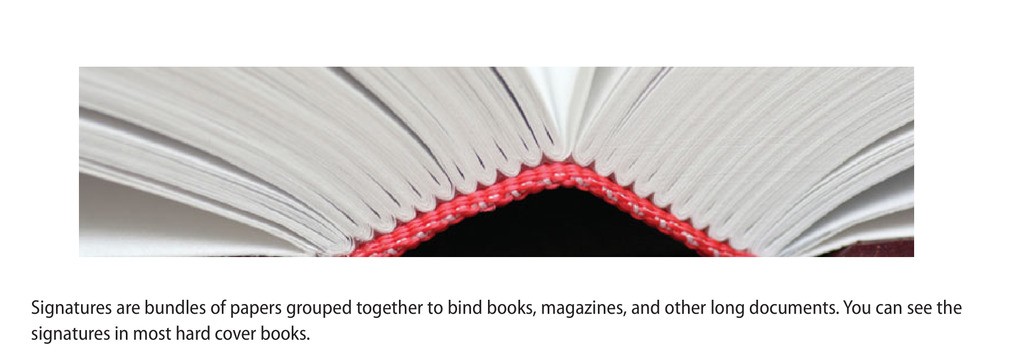 Signatures are bundles of papers grouped together to bind books, magazines, and other long documents. You can see the
signatures in most hard cover books.